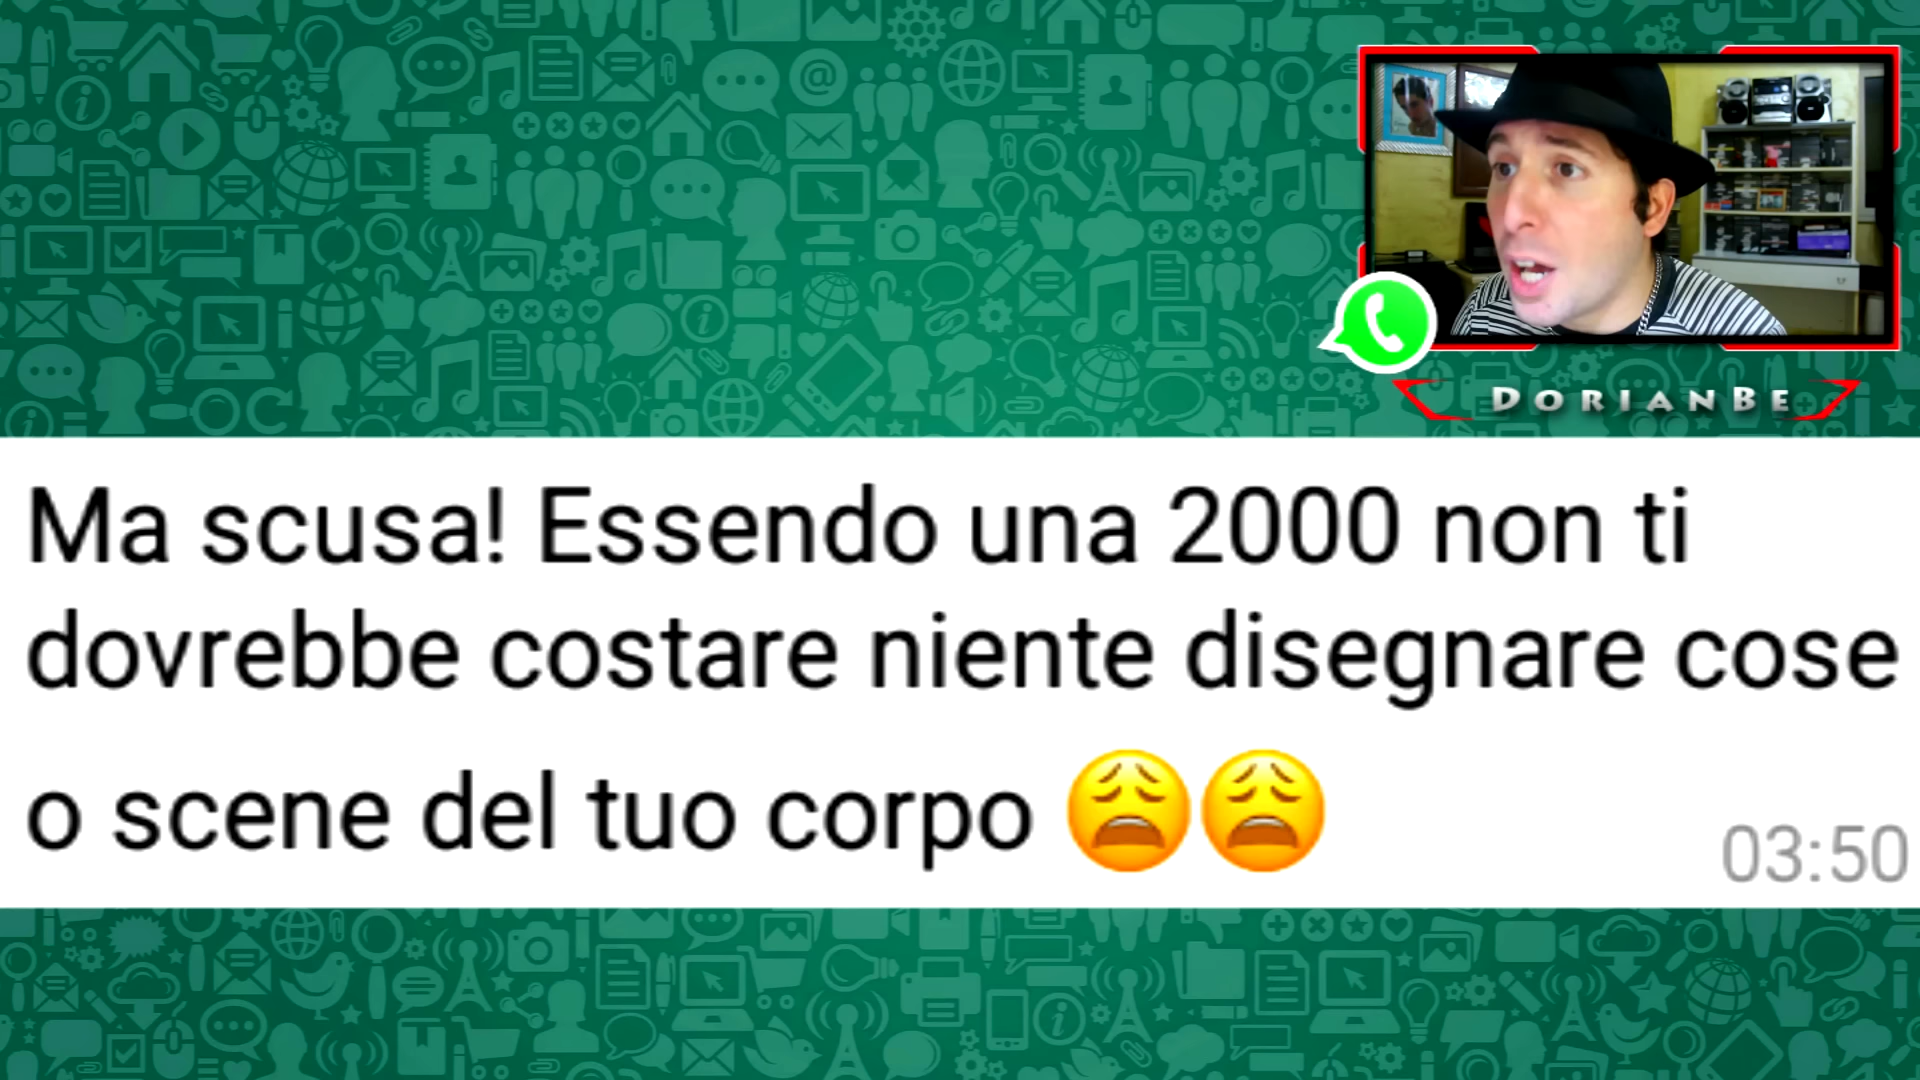 DORIANBE
Ma scusa! Essendo una 2000 non ti
dovrebbe costare niente disegnare cose
o scene del tuo corpo 😩😩
03:50